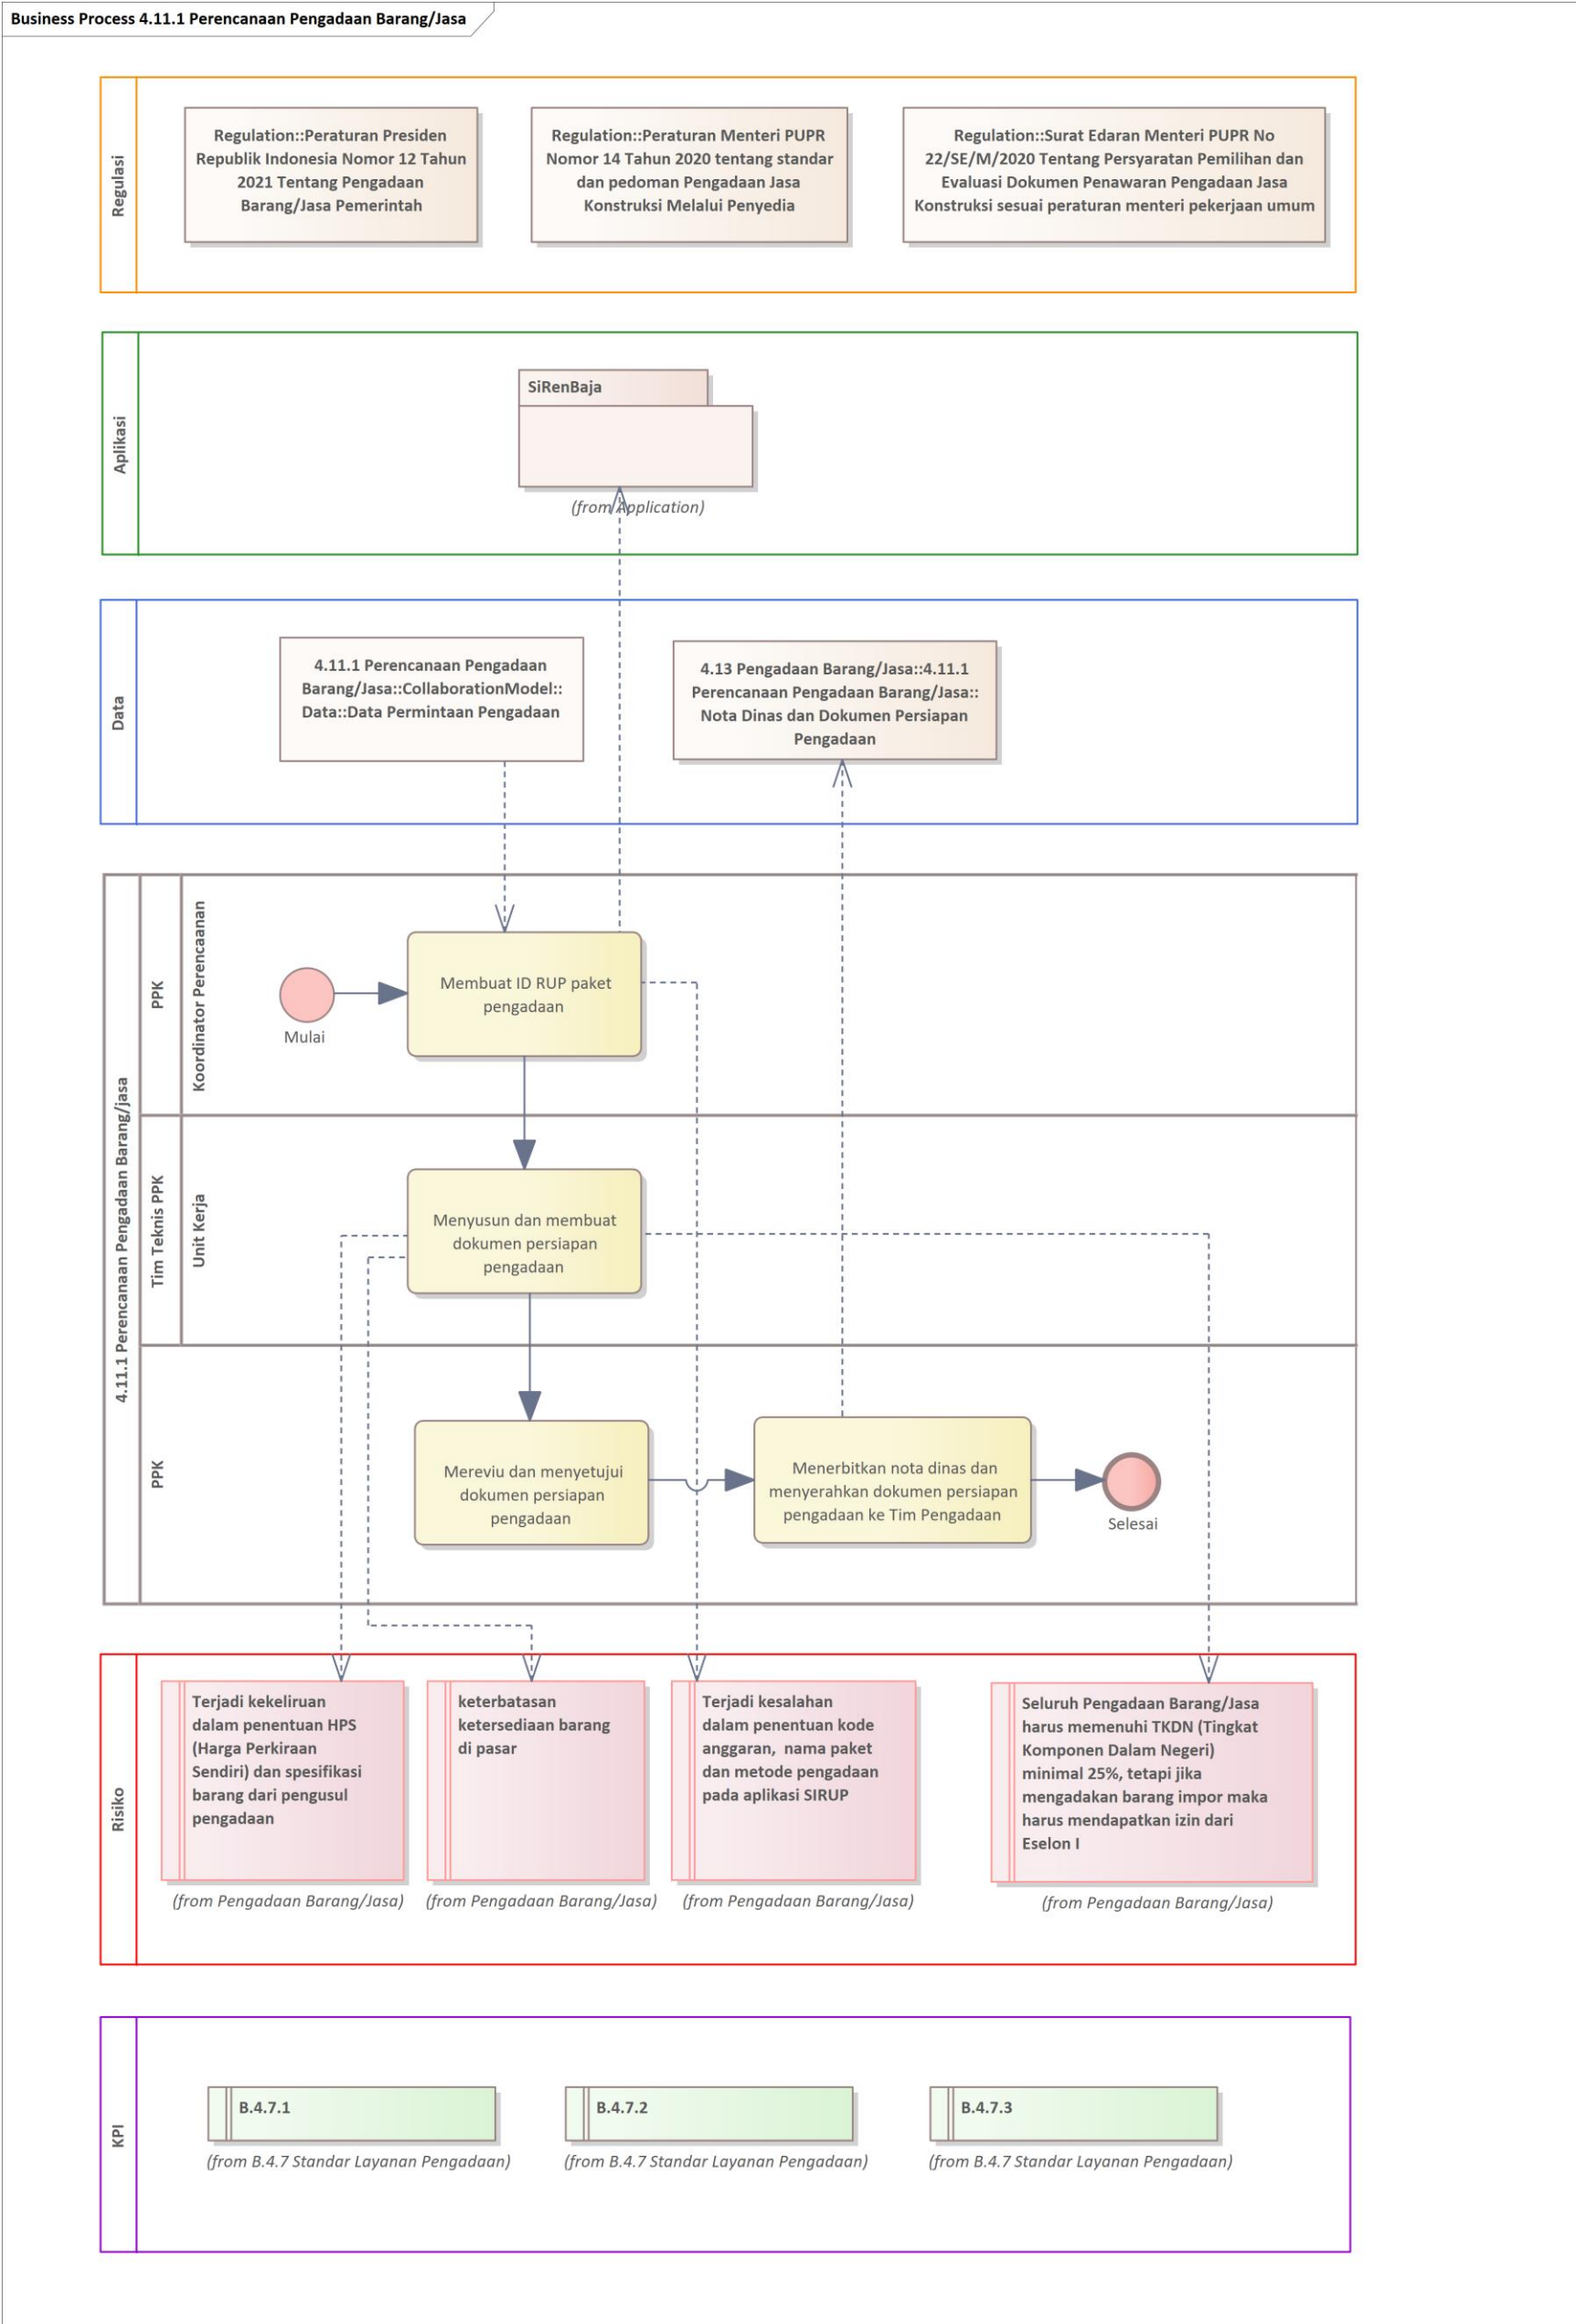 Business Process 4.11.1 Perencanaan Pengadaan Barang/Jasa
Regulasi
Regulation::Peraturan Presiden
Republik Indonesia Nomor 12 Tahun
2021 Tentang Pengadaan
Barang/Jasa Pemerintah
Regulation::Peraturan Menteri PUPR
Nomor 14 Tahun 2020 tentang standar
dan pedoman Pengadaan Jasa
Konstruksi Melalui Penyedia
Regulation::Surat Edaran Menteri PUPR No
22/SE/M/2020 Tentang Persyaratan Pemilihan dan
Evaluasi Dokumen Penawaran Pengadaan Jasa
Konstruksi sesuai peraturan menteri pekerjaan umum
Aplikasi
SiRenBaja
(from Application)
Data
4.11.1 Perencanaan Pengadaan
Barang/Jasa::CollaborationModel::
Data::Data Permintaan Pengadaan
4.13 Pengadaan Barang/Jasa::4.11.1
Perencanaan Pengadaan Barang/Jasa::
Nota Dinas dan Dokumen Persiapan
Pengadaan
4.11.1 Perencanaan Pengadaan Barang/jasa
PPK
Koordinator Perencaanan
Mulai
Membuat ID RUP paket
pengadaan
Tim Teknis PPK
Unit Kerja
Menyusun dan membuat
dokumen persiapan
pengadaan
PPK
Mereviu dan menyetujui
dokumen persiapan
pengadaan
Menerbitkan nota dinas dan
menyerahkan dokumen persiapan
pengadaan ke Tim Pengadaan
Selesai
Risiko
Terjadi kekeliruan
dalam penentuan HPS
(Harga Perkiraan
Sendiri) dan spesifikasi
barang dari pengusul
pengadaan
(from Pengadaan Barang/Jasa)
keterbatasan
ketersediaan barang
di pasar
(from Pengadaan Barang/Jasa)
Terjadi kesalahan
dalam penentuan kode
anggaran, nama paket
dan metode pengadaan
pada aplikasi SIRUP
(from Pengadaan Barang/Jasa)
Seluruh Pengadaan Barang/Jasa
harus memenuhi TKDN (Tingkat
Komponen Dalam Negeri)
minimal 25%, tetapi jika
mengadakan barang impor maka
harus mendapatkan izin dari
Eselon I
(from Pengadaan Barang/Jasa)
KPI
B.4.7.1
(from B.4.7 Standar Layanan Pengadaan)
B.4.7.2
(from B.4.7 Standar Layanan Pengadaan)
B.4.7.3
(from B.4.7 Standar Layanan Pengadaan)